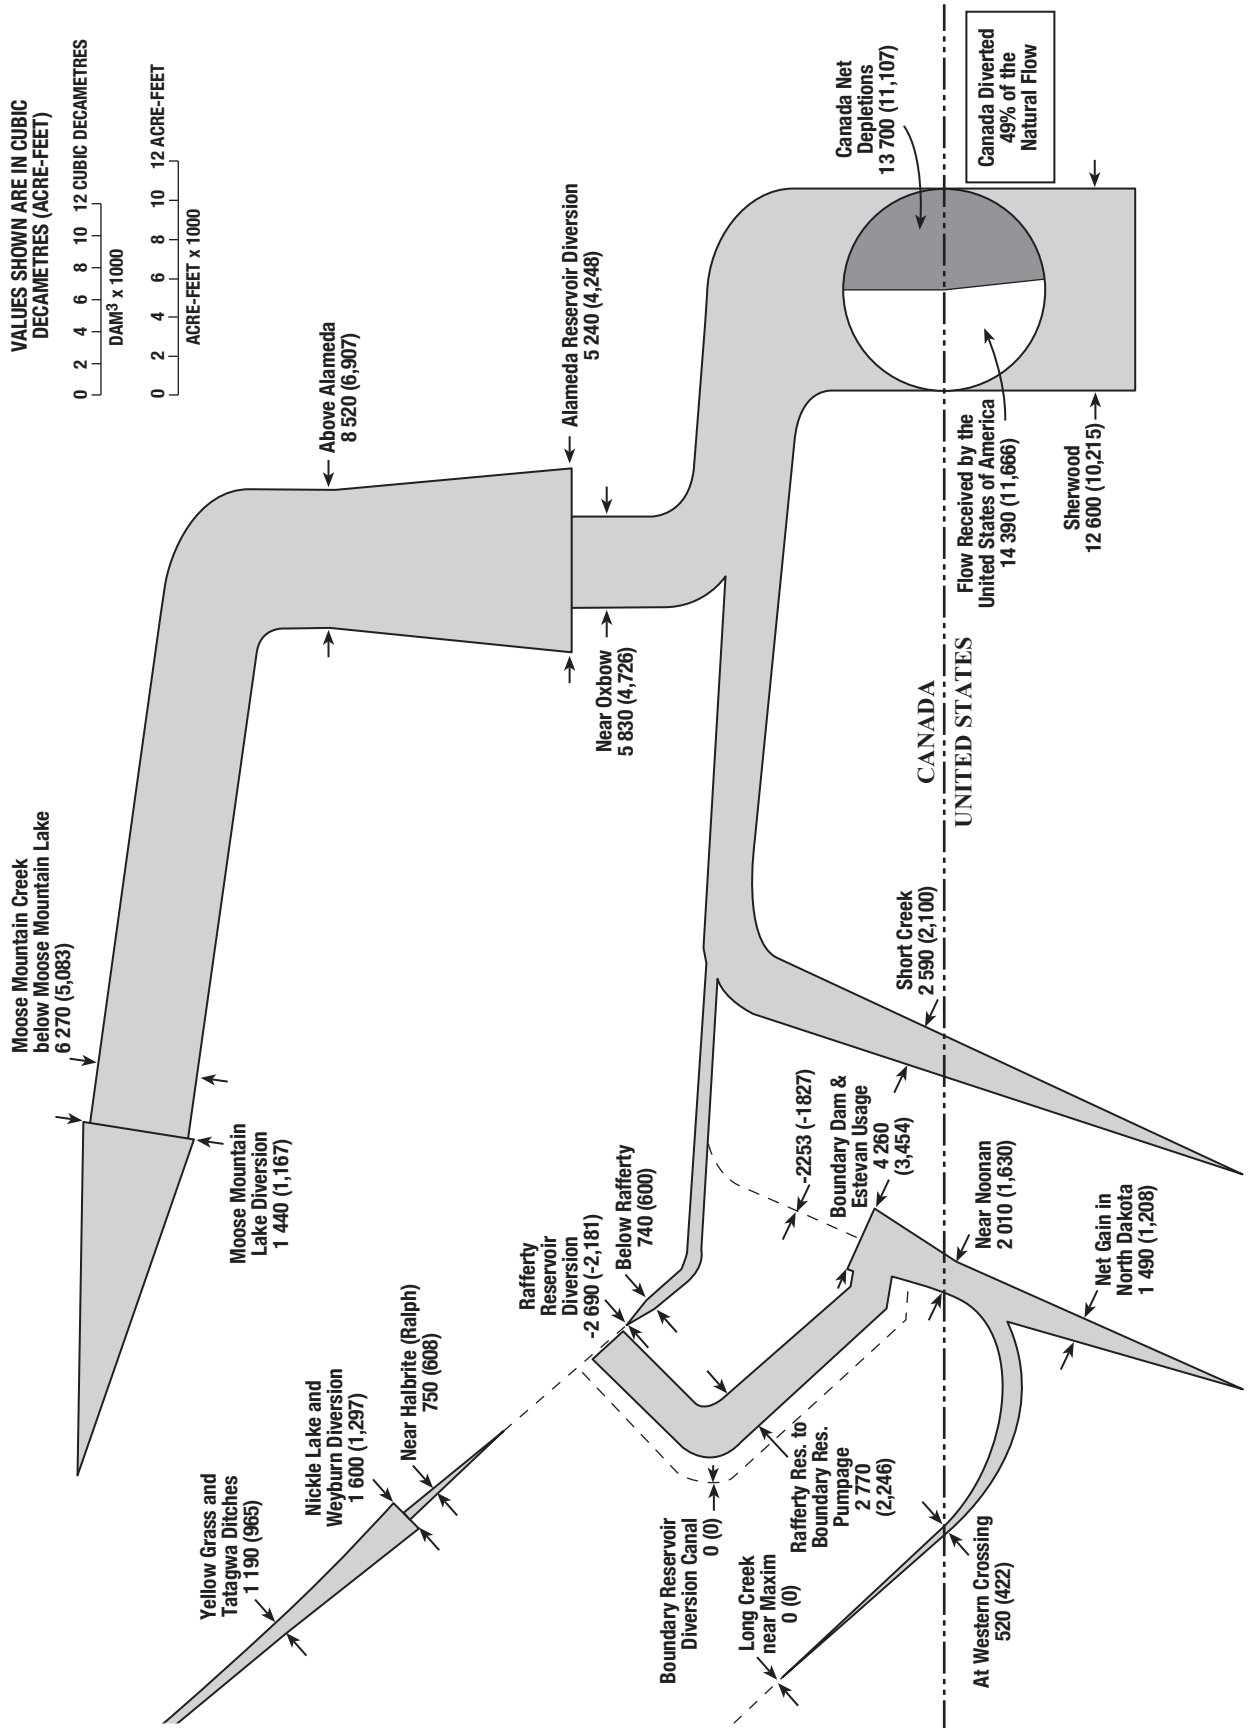 VALUES SHOWN ARE IN CUBIC
DECAMETRES (ACRE-FEET)
0 2 4 6 8 10 12 CUBIC DECAMETRES
DAM³ x 1000
0 2 4 6 8 10 12 ACRE-FEET
ACRE-FEET x 1000
Moose Mountain Creek
below Moose Mountain Lake
6 270 (5,083)
Moose Mountain
Lake Diversion
1 440 (1,167)
Above Alameda
8 520 (6,907)
Alameda Reservoir Diversion
5 240 (4,248)
Near Oxbow
5 830 (4,726)
Yellow Grass and
Tatagwa Ditches
1 190 (965)
Nickle Lake and
Weyburn Diversion
1 600 (1,297)
Near Halbrite (Ralph)
750 (608)
Rafferty
Reservoir
Diversion
-2 690 (-2,181)
Below Rafferty
740 (600)
Boundary Reservoir
Diversion Canal
0 (0)
Long Creek
near Maxim
0 (0)
Rafferty Res. to
Boundary Res.
Pumpage
2 770
(2,246)
-2253 (-1827)
Boundary Dam &
Estevan Usage
4 260
(3,454)
Short Creek
2 590 (2,100)
Canada Net
Depletions
13 700 (11,107)
CANADA
UNITED STATES
At Western Crossing
520 (422)
Near Noonan
2 010 (1,630)
Net Gain in
North Dakota
1 490 (1,208)
Flow Received by the
United States of America
14 390 (11,666)
Canada Diverted
49% of the
Natural Flow
Sherwood
12 600 (10,215)